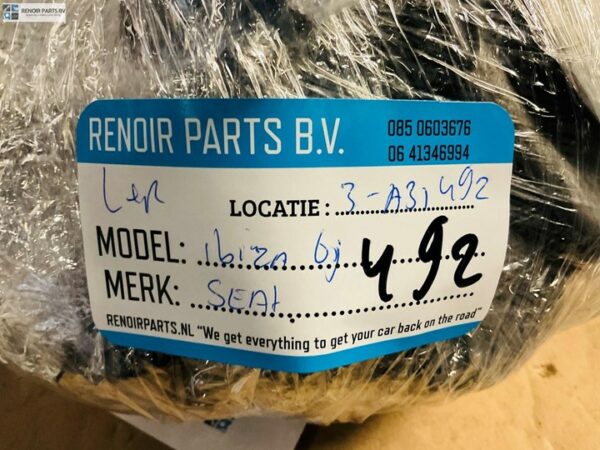 RENOIR PARTS B.V.
RENOIR PARTS B.V. 085 0603676
06 41346994
LOCATIE: 3-A31492
MODEL: ibiza 6j 492
MERK: SEAT
RENOIRPARTS.NL "We get everything to get your car back on the road"